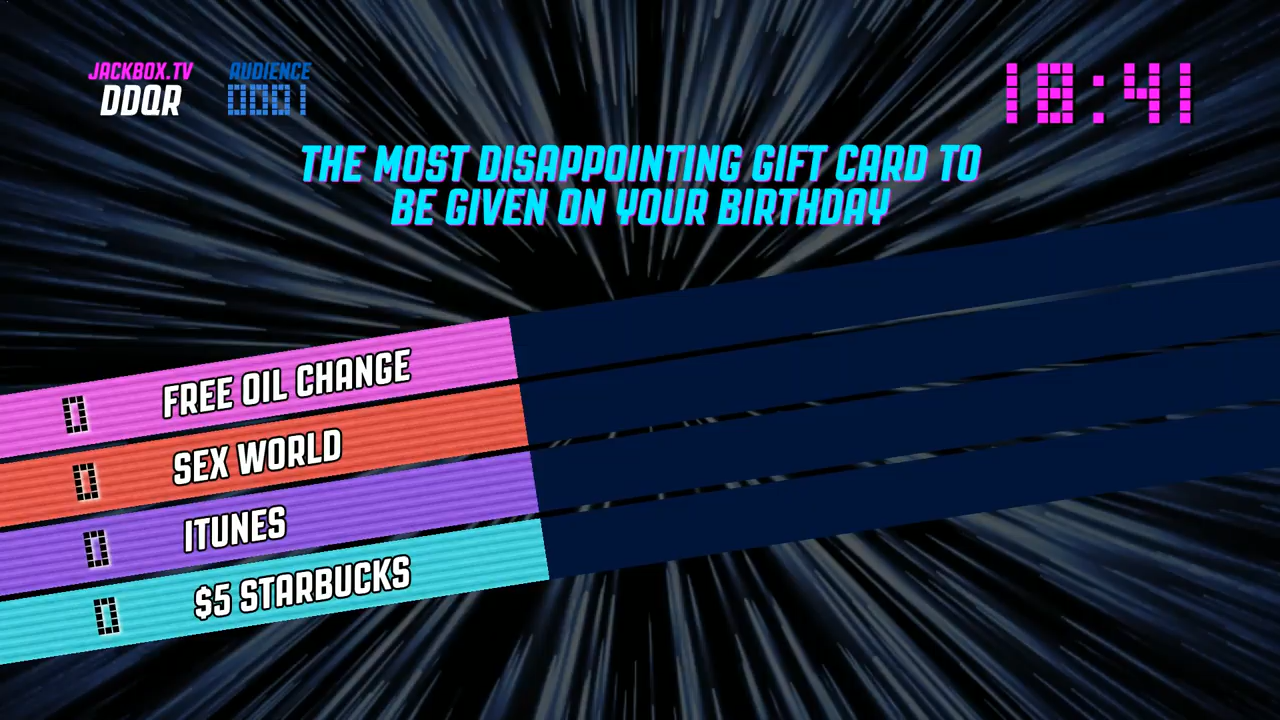 JACKBOX.TV
DDQR
AUDIENCE
0001
18:41
THE MOST DISAPPOINTING GIFT CARD TO
BE GIVEN ON YOUR BIRTHDAY
0 FREE OIL CHANGE
0 SEX WORLD
0 ITUNES
0 $5 STARBUCKS